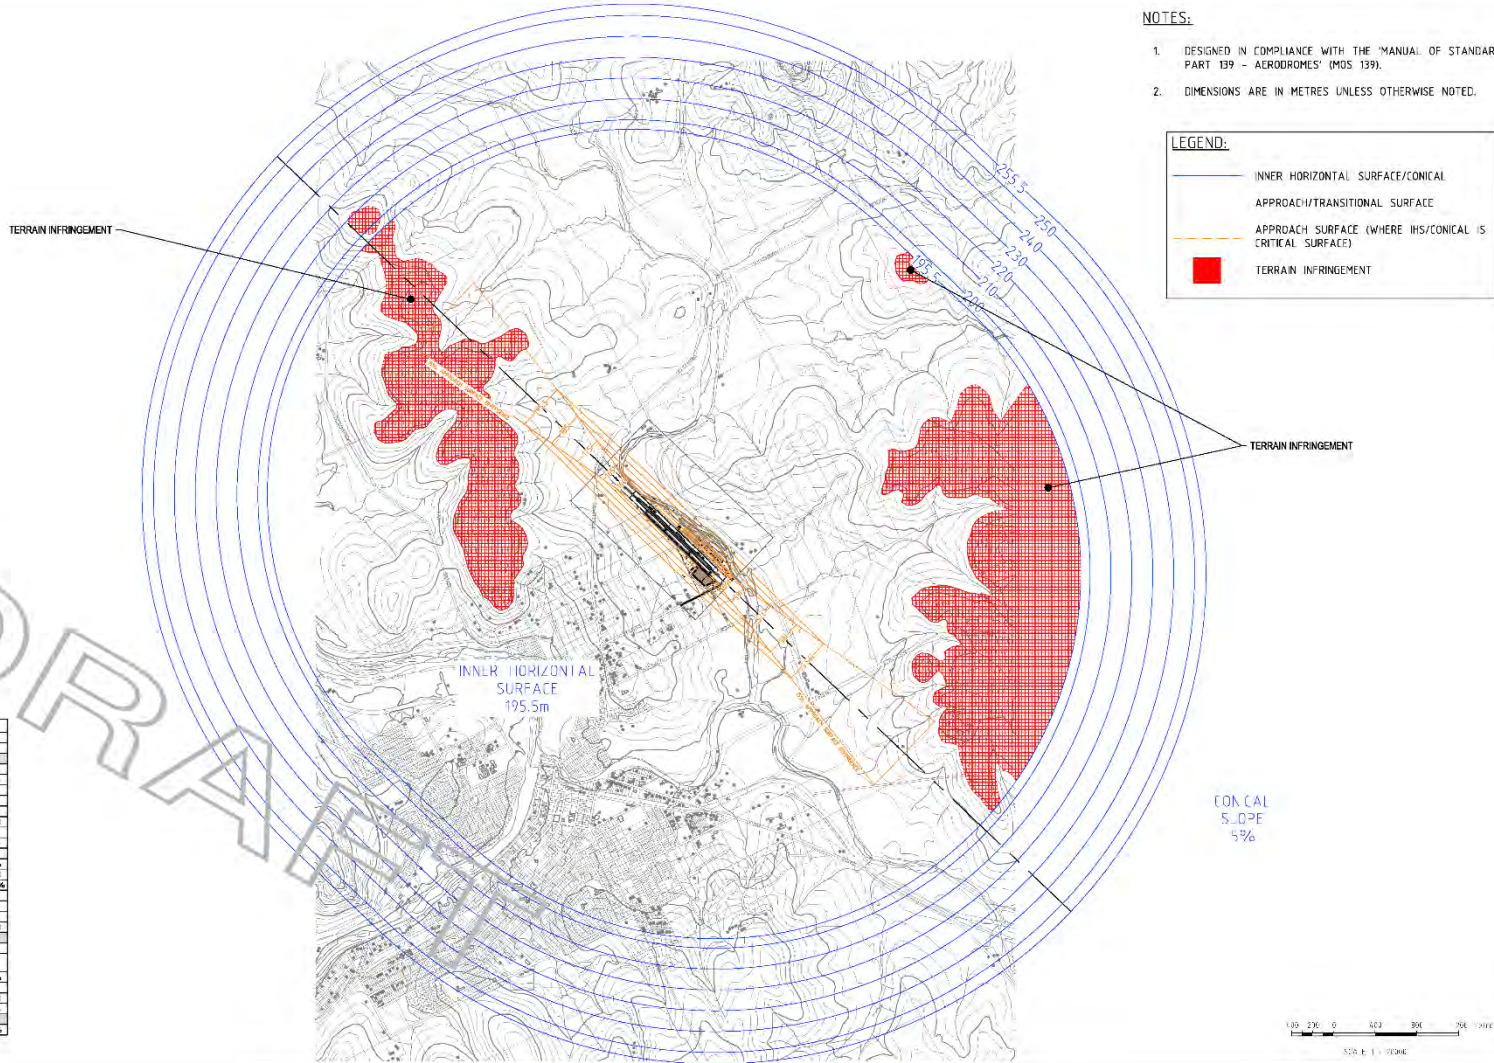 NOTES:
1. DESIGNED IN COMPLIANCE WITH THE 'MANUAL OF STANDAR
PART 139 - AERODROMES' (MOS 139).
2. DIMENSIONS ARE IN METRES UNLESS OTHERWISE NOTED.
LEGEND:
INNER HORIZONTAL SURFACE/CONICAL
APPROACH/TRANSITIONAL SURFACE
APPROACH SURFACE (WHERE IHS/CONICAL IS
CRITICAL SURFACE)
TERRAIN INFRINGEMENT
TERRAIN INFRINGEMENT
TERRAIN INFRINGEMENT
255.5
250
240
230
220
210
200
195.5
INNER HORIZONTAL
SURFACE
195.5m
CONICAL
SLOPE
5%
DRAFT